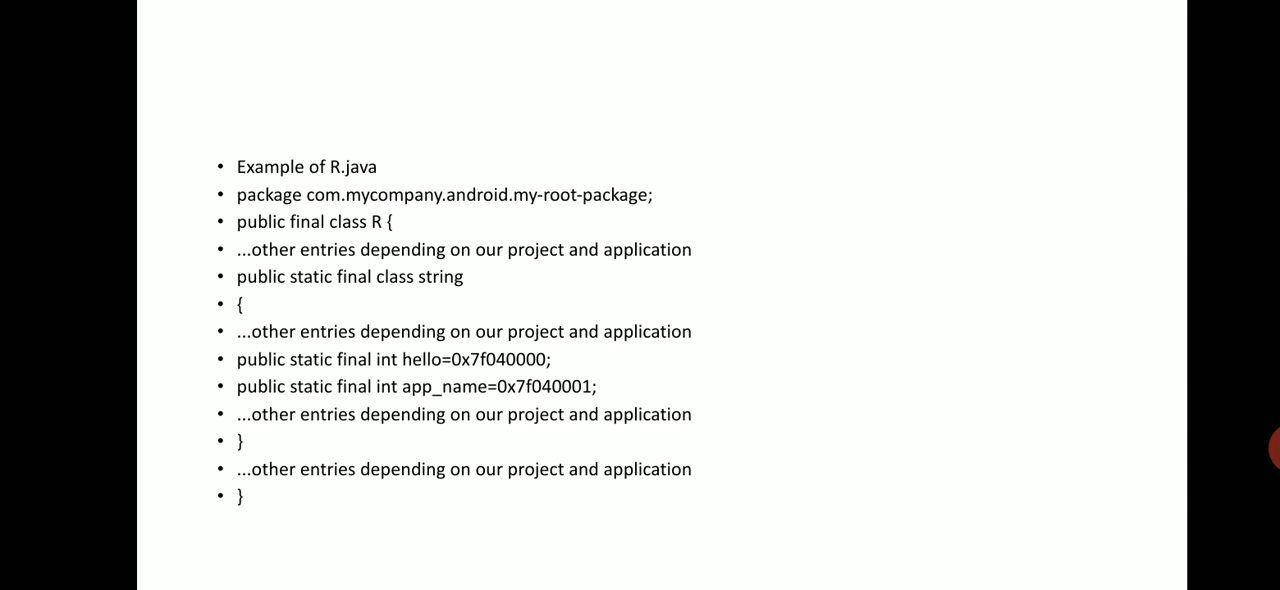 • Example of R.java
• package com.mycompany.android.my-root-package;
• public final class R {
• ...other entries depending on our project and application
• public static final class string
• {
• ...other entries depending on our project and application
• public static final int hello=0x7f040000;
• public static final int app_name=0x7f040001;
• ...other entries depending on our project and application
• }
• ...other entries depending on our project and application
• }